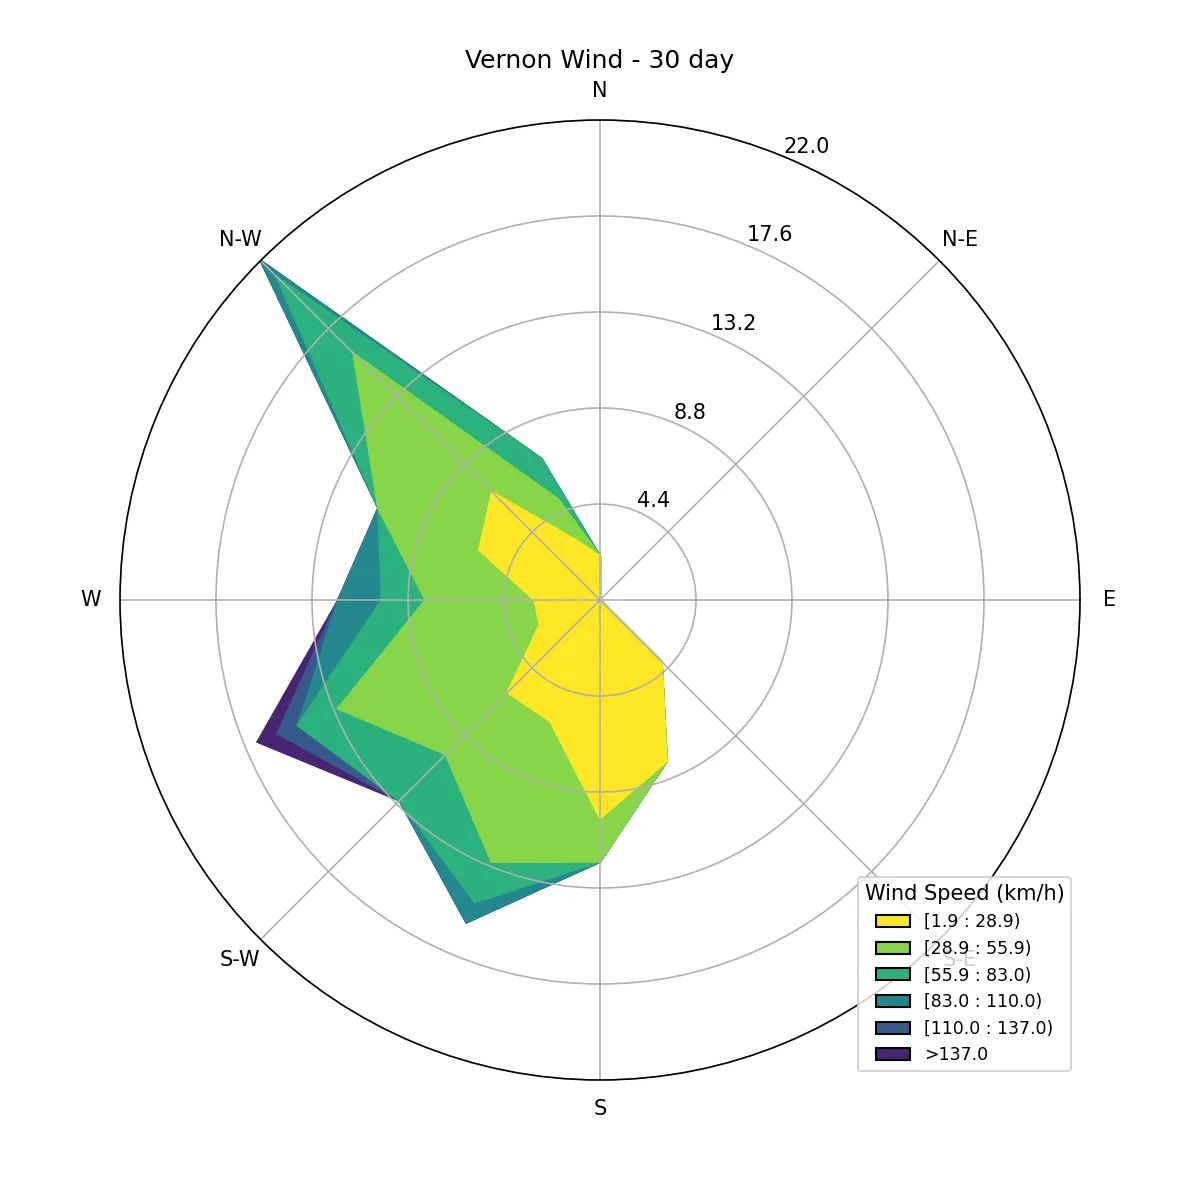 Vernon Wind - 30 day
N
22.0
N-W
17.6
N-E
13.2
8.8
4.4
W
E
S-W
S-E
Wind Speed (km/h)
[1.9 : 28.9)
[28.9 : 55.9)
[55.9 : 83.0)
[83.0 : 110.0)
[110.0 : 137.0)
>137.0
S